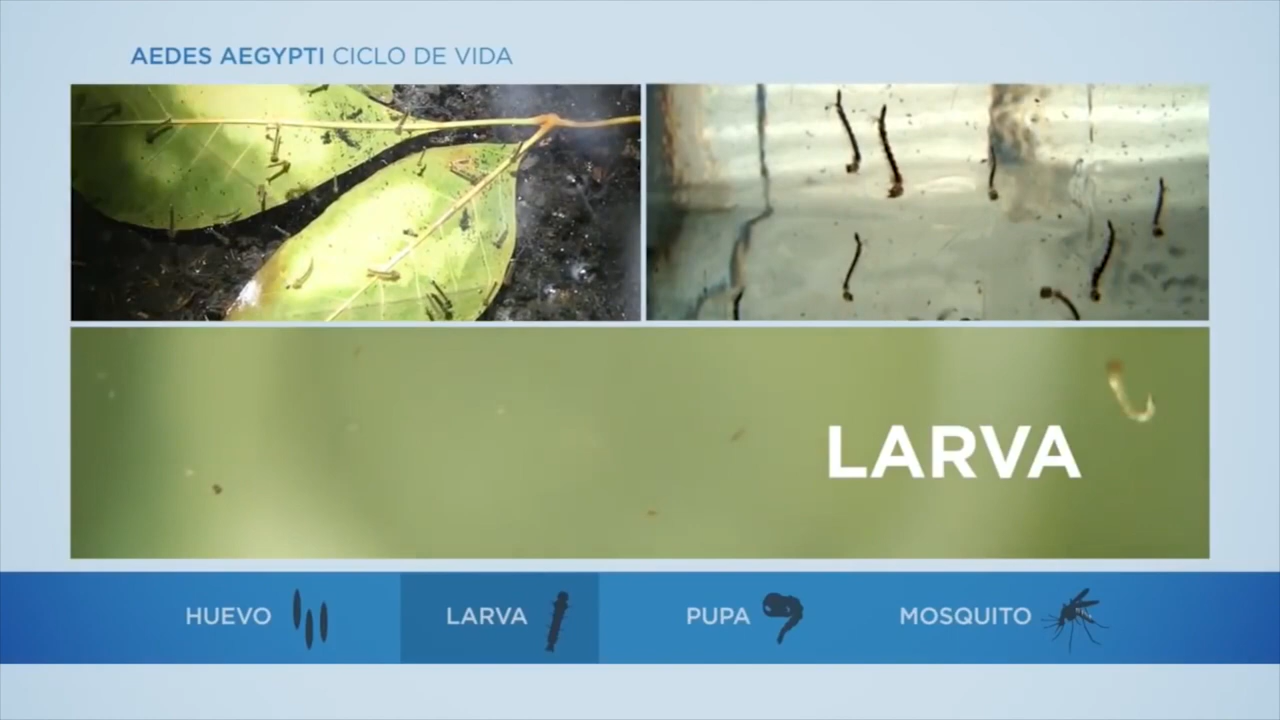 AEDES AEGYPTI CICLO DE VIDA
LARVA
HUEVO
LARVA
PUPA
MOSQUITO